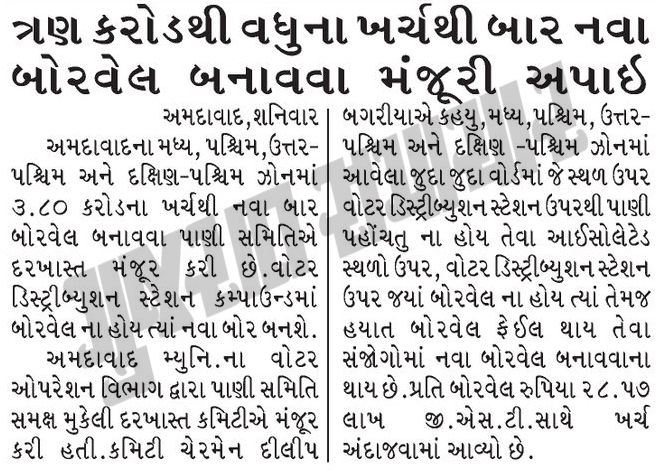 ત્રણ કરોડથી વધુના ખર્ચથી બાર નવા
બોરવેલ બનાવવા મંજૂરી અપાઇ
અમદાવાદ,શનિવાર
અમદાવાદના મધ્ય, પશ્ચિમ,ઉત્તર-
પશ્ચિમ અને દક્ષિણ-પશ્ચિમ ઝોનમાં
૩.૮૦ કરોડના ખર્ચથી નવા બાર
બોરવેલ બનાવવા પાણી સમિતિએ
દરખાસ્ત મંજૂર કરી છે.વોટર
ડિસ્ટ્રીબ્યુશન સ્ટેશન કમ્પાઉન્ડમાં
બોરવેલ ના હોય ત્યાં નવા બોર બનશે.
અમદાવાદ મ્યુનિ.ના વોટર
ઓપરેશન વિભાગ દ્વારા પાણી સમિતિ
સમક્ષ મુકેલી દરખાસ્ત કમિટીએ મંજૂર
કરી હતી.કમિટી ચેરમેન દીલીપ
બગરીયાએ કહયુ,મધ્ય,પશ્ચિમ, ઉત્તર-
પશ્ચિમ અને દક્ષિણ -પશ્ચિમ ઝોનમાં
આવેલા જુદા જુદા વોર્ડમાં જે સ્થળ ઉપર
વોટર ડિસ્ટ્રીબ્યુશન સ્ટેશન ઉપરથી પાણી
પહોંચતુ ના હોય તેવા આઈસોલેટેડ
સ્થળો ઉપર, વોટર ડિસ્ટ્રીબ્યુશન સ્ટેશન
ઉપર જયાં બોરવેલ ના હોય ત્યાં તેમજ
હયાત બોરવેલ ફેઈલ થાય તેવા
સંજોગોમાં નવા બોરવેલ બનાવવાના
થાય છે.પ્રતિ બોરવેલ રુપિયા ૨૮.૫૭
લાખ જી.એસ.ટી.સાથે ખર્ચ
અંદાજવામાં આવ્યો છે.
ગુજરાત સમાચાર